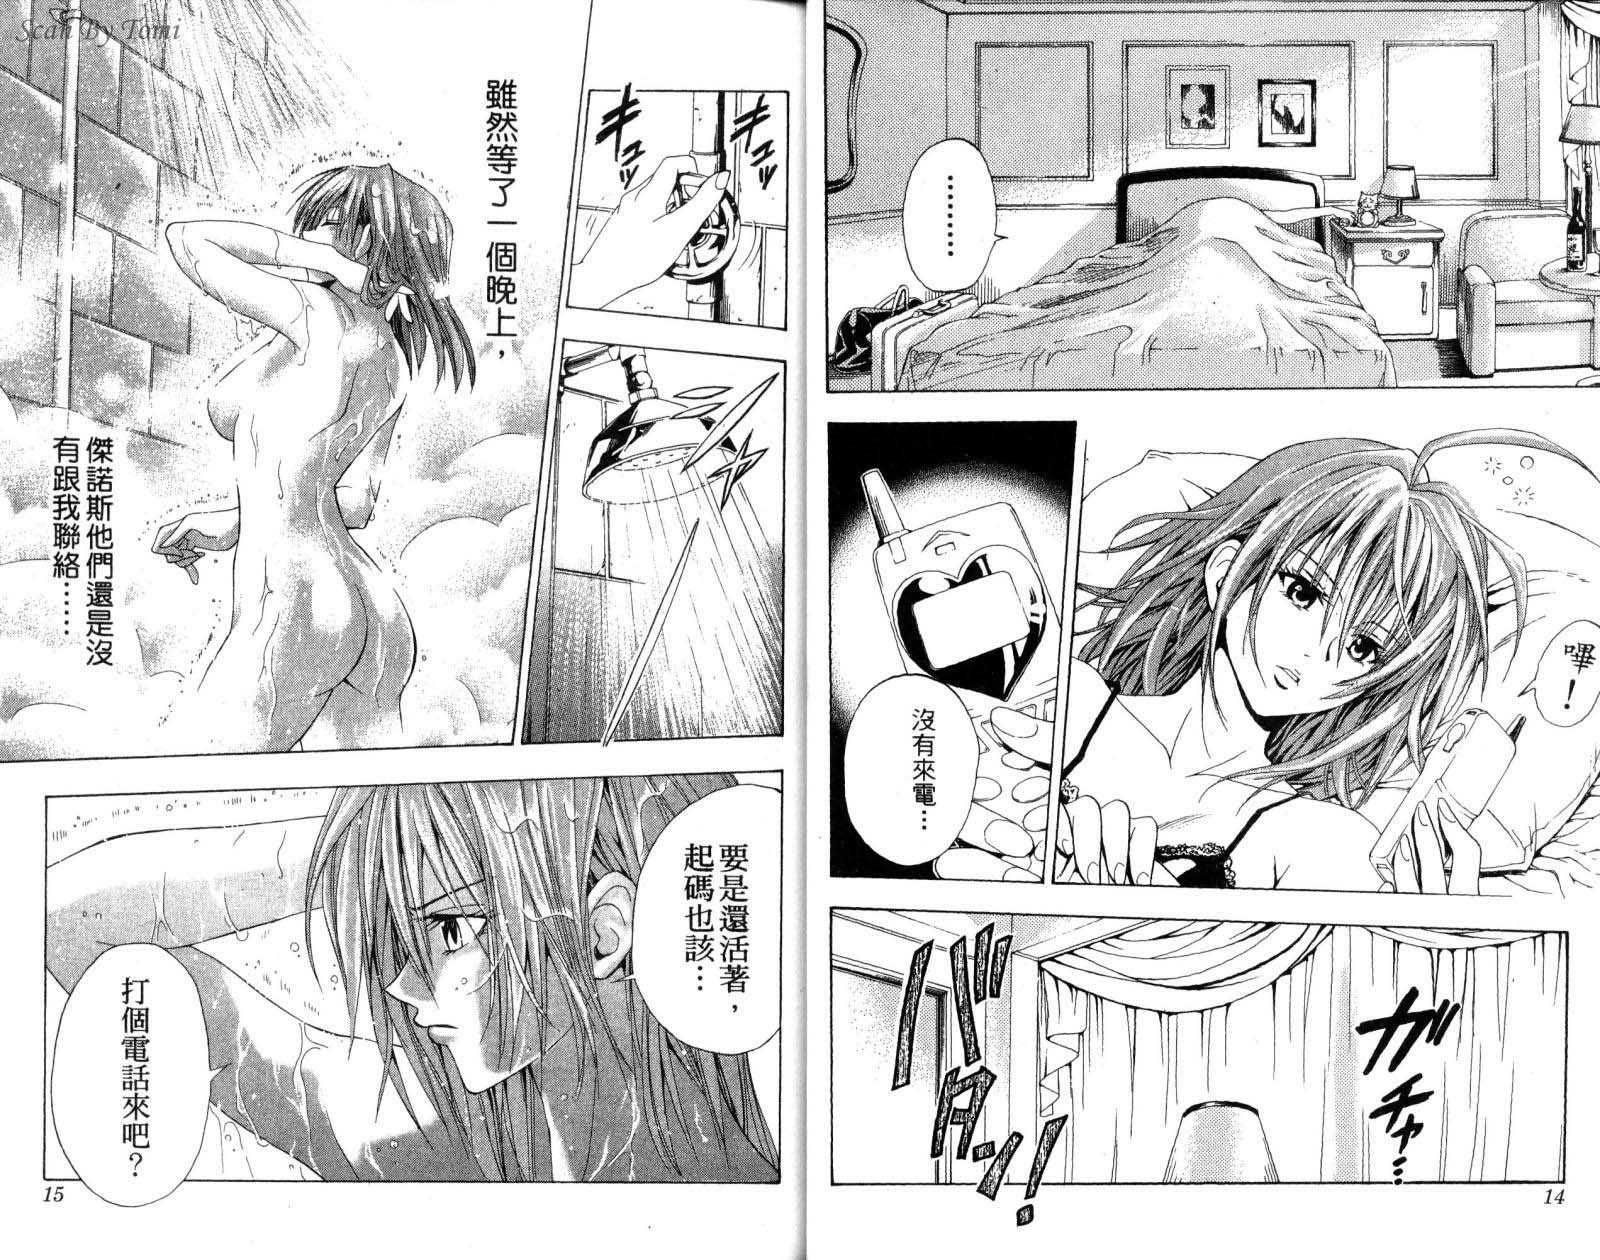 Scan By Tomi
………
嗶！
沒有來電…
ガチャ…
バタン！
14
キュッ
キュッ
雖然等了一個晚上，
傑諾斯他們還是沒
有跟我聯絡……
要是還活著，
起碼也該…
打個電話來吧？
15